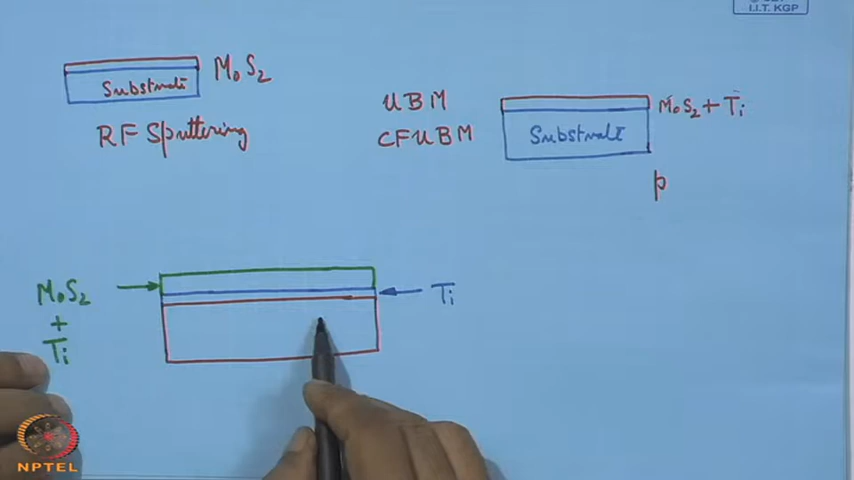 I.I.T. KGP
Substrate
MoS2
RF Sputtering
UBM
CFUBM
Substrate
MoS2 + Ti
p
MoS2
+
Ti
Ti
NPTEL